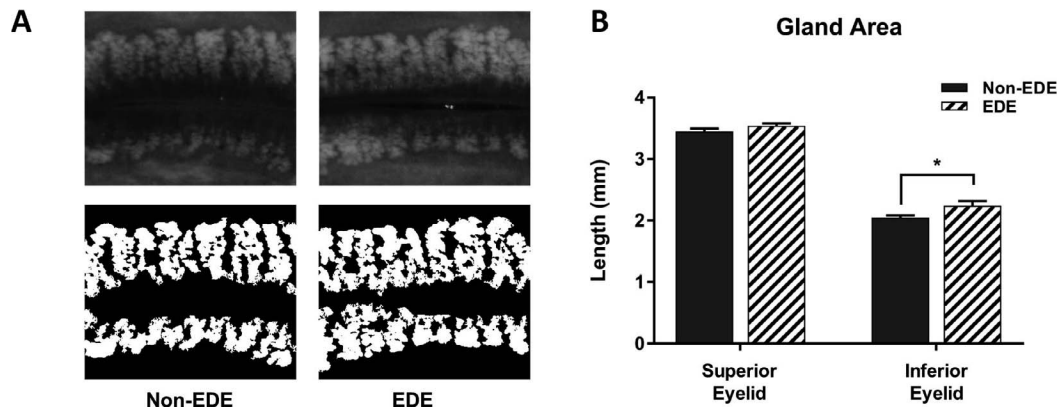 A
Non-EDE
EDE
B
Gland Area
Non-EDE
EDE
Length (mm)
4
3
2
1
0
*
Superior
Eyelid
Inferior
Eyelid